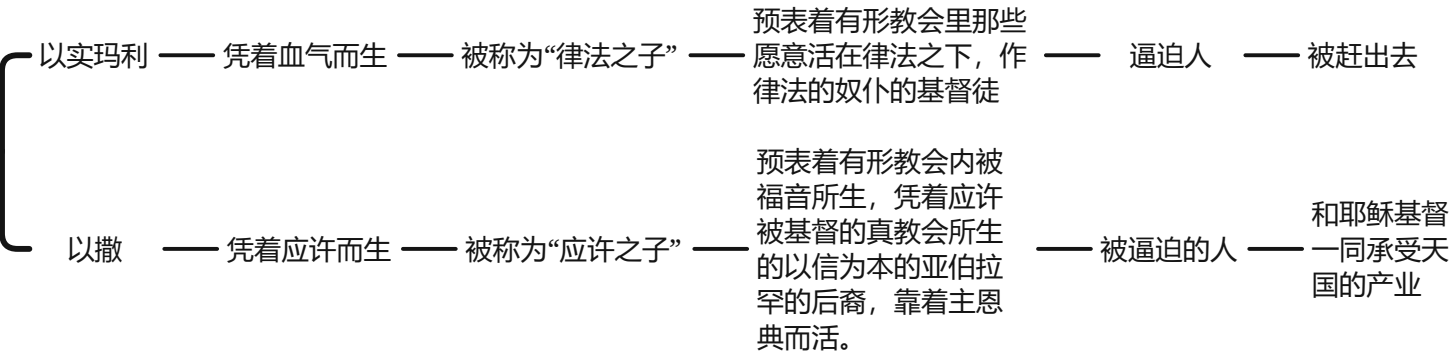 以实玛利
凭着血气而生
被称为“律法之子”
预表着有形教会里那些
愿意活在律法之下，作
律法的奴仆的基督徒
逼迫人
被赶出去
以撒
凭着应许而生
被称为“应许之子”
预表着有形教会内被
福音所生，凭着应许
被基督的真教会所生
的以信为本的亚伯拉
罕的后裔，靠着主恩
典而活。
被逼迫的人
和耶稣基督
一同承受天
国的产业